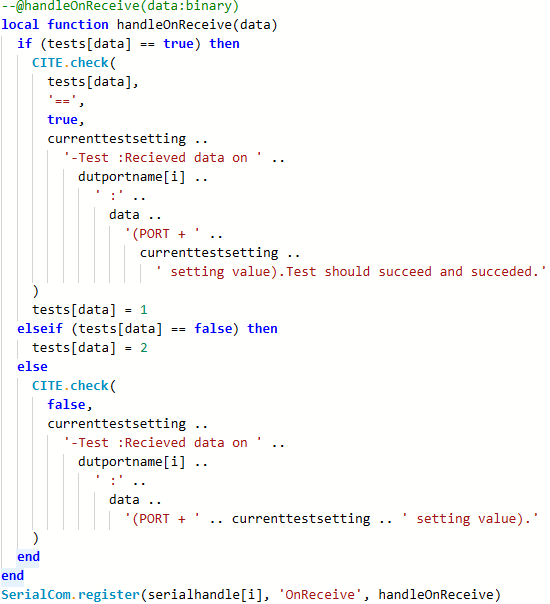 --@handleOnReceive(data:binary)
local function handleOnReceive(data)
  if (tests[data] == true) then
    CITE.check(
      tests[data],
      '==',
      true,
      currenttestsetting ..
        '-Test :Recieved data on ' ..
          dutportname[i] ..
            ' :' ..
              data ..
                '(PORT + ' ..
                  currenttestsetting ..
                    ' setting value).Test should succeed and succeded.'
    )
    tests[data] = 1
  elseif (tests[data] == false) then
    tests[data] = 2
  else
    CITE.check(
      false,
      currenttestsetting ..
        '-Test :Recieved data on ' ..
          dutportname[i] ..
            ' :' ..
              data ..
                '(PORT + ' .. currenttestsetting .. ' setting value).'
    )
  end
end
SerialCom.register(serialhandle[i], 'OnReceive', handleOnReceive)